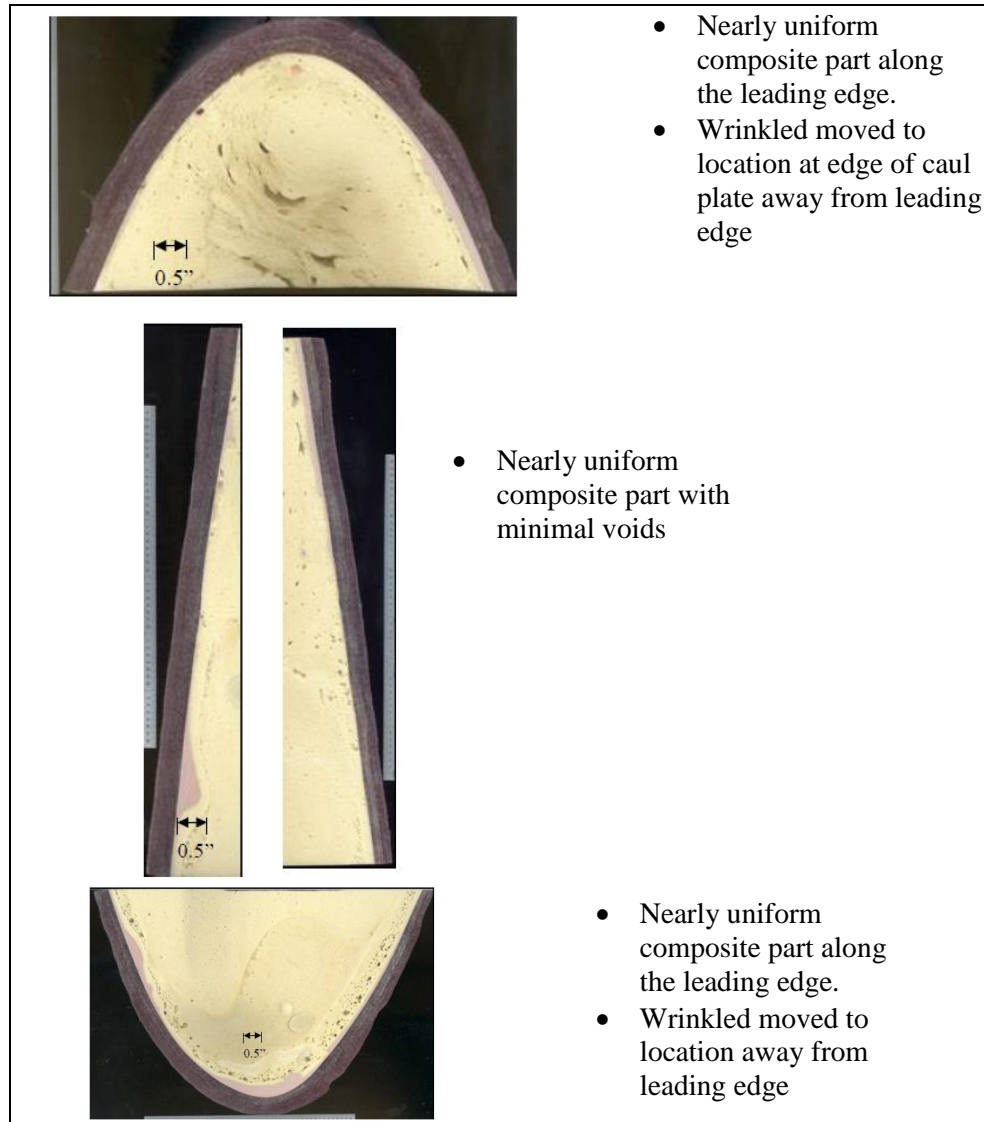 • Nearly uniform
composite part along
the leading edge.
• Wrinkled moved to
location at edge of caul
plate away from leading
edge
0.5”
• Nearly uniform
composite part with
minimal voids
0.5”
• Nearly uniform
composite part along
the leading edge.
• Wrinkled moved to
location away from
leading edge
0.5”